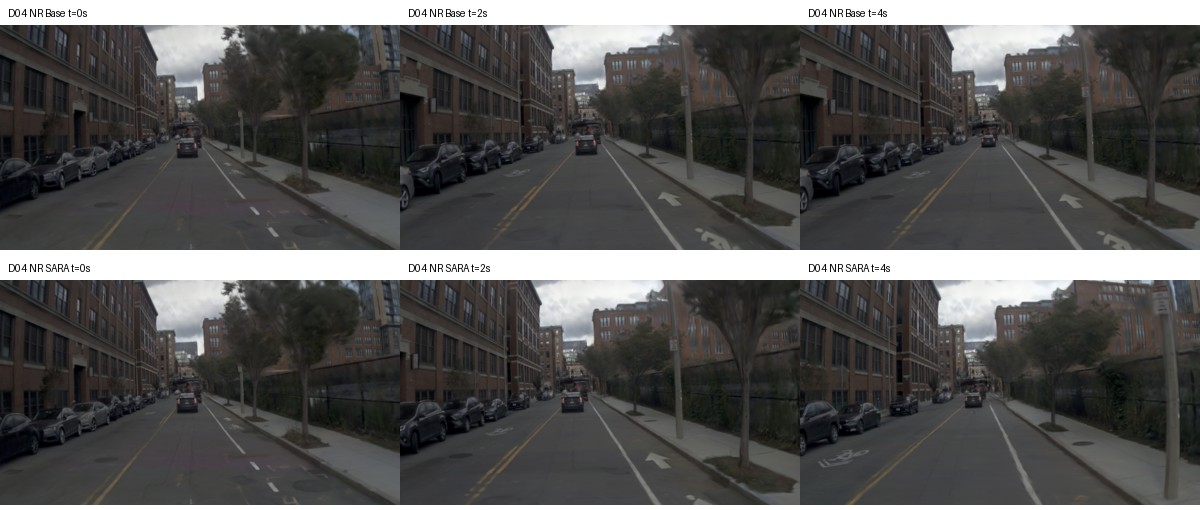 D04 NR Base t=0s
D04 NR Base t=2s
D04 NR Base t=4s
D04 NR SARA t=0s
D04 NR SARA t=2s
D04 NR SARA t=4s